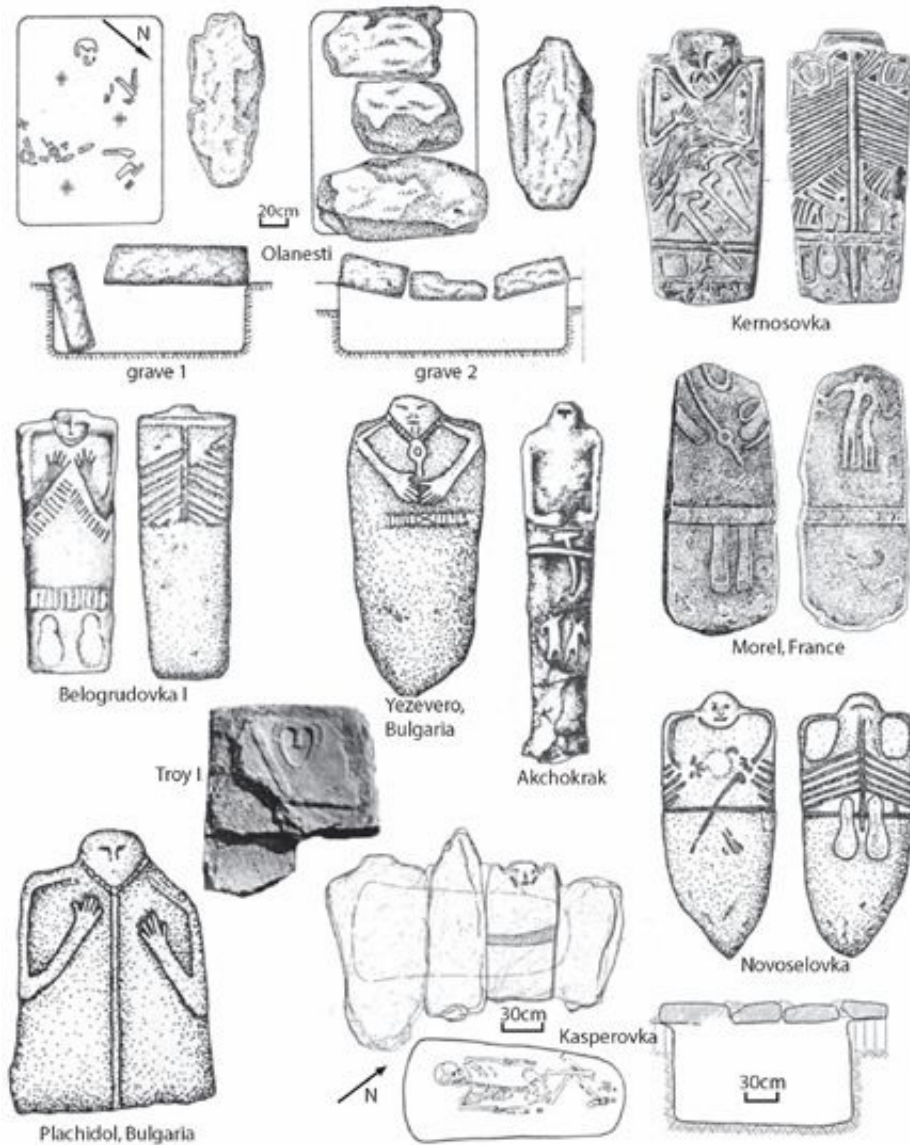 N
20cm
Olanesti
grave 1
grave 2
Kernosovka
Belogrudovka I
Yezevero,
Bulgaria
Akchokrak
Morel, France
Troy I
Novoselovka
30cm
Kasperovka
N
30cm
Plachidol, Bulgaria